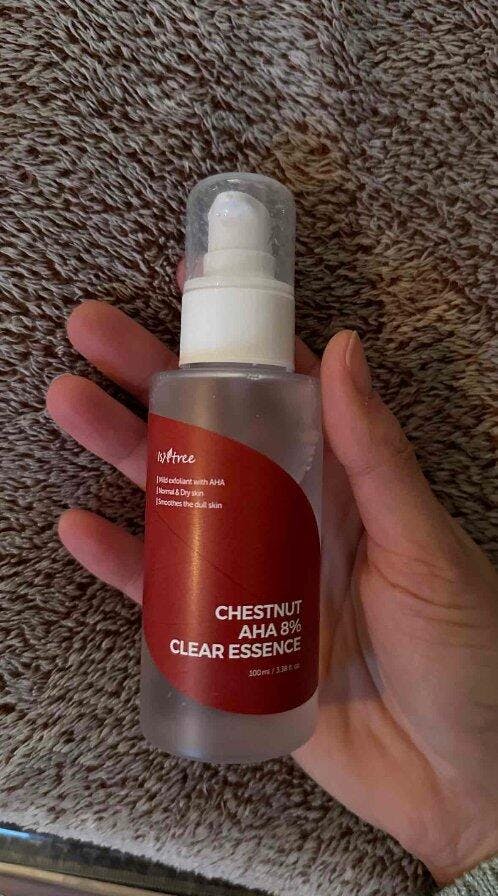 Isntree
Mild exfoliant with AHA
Normal & Dry skin
Smoothes the dull skin
CHESTNUT
AHA 8%
CLEAR ESSENCE
100 ml / 3.38 fl. oz